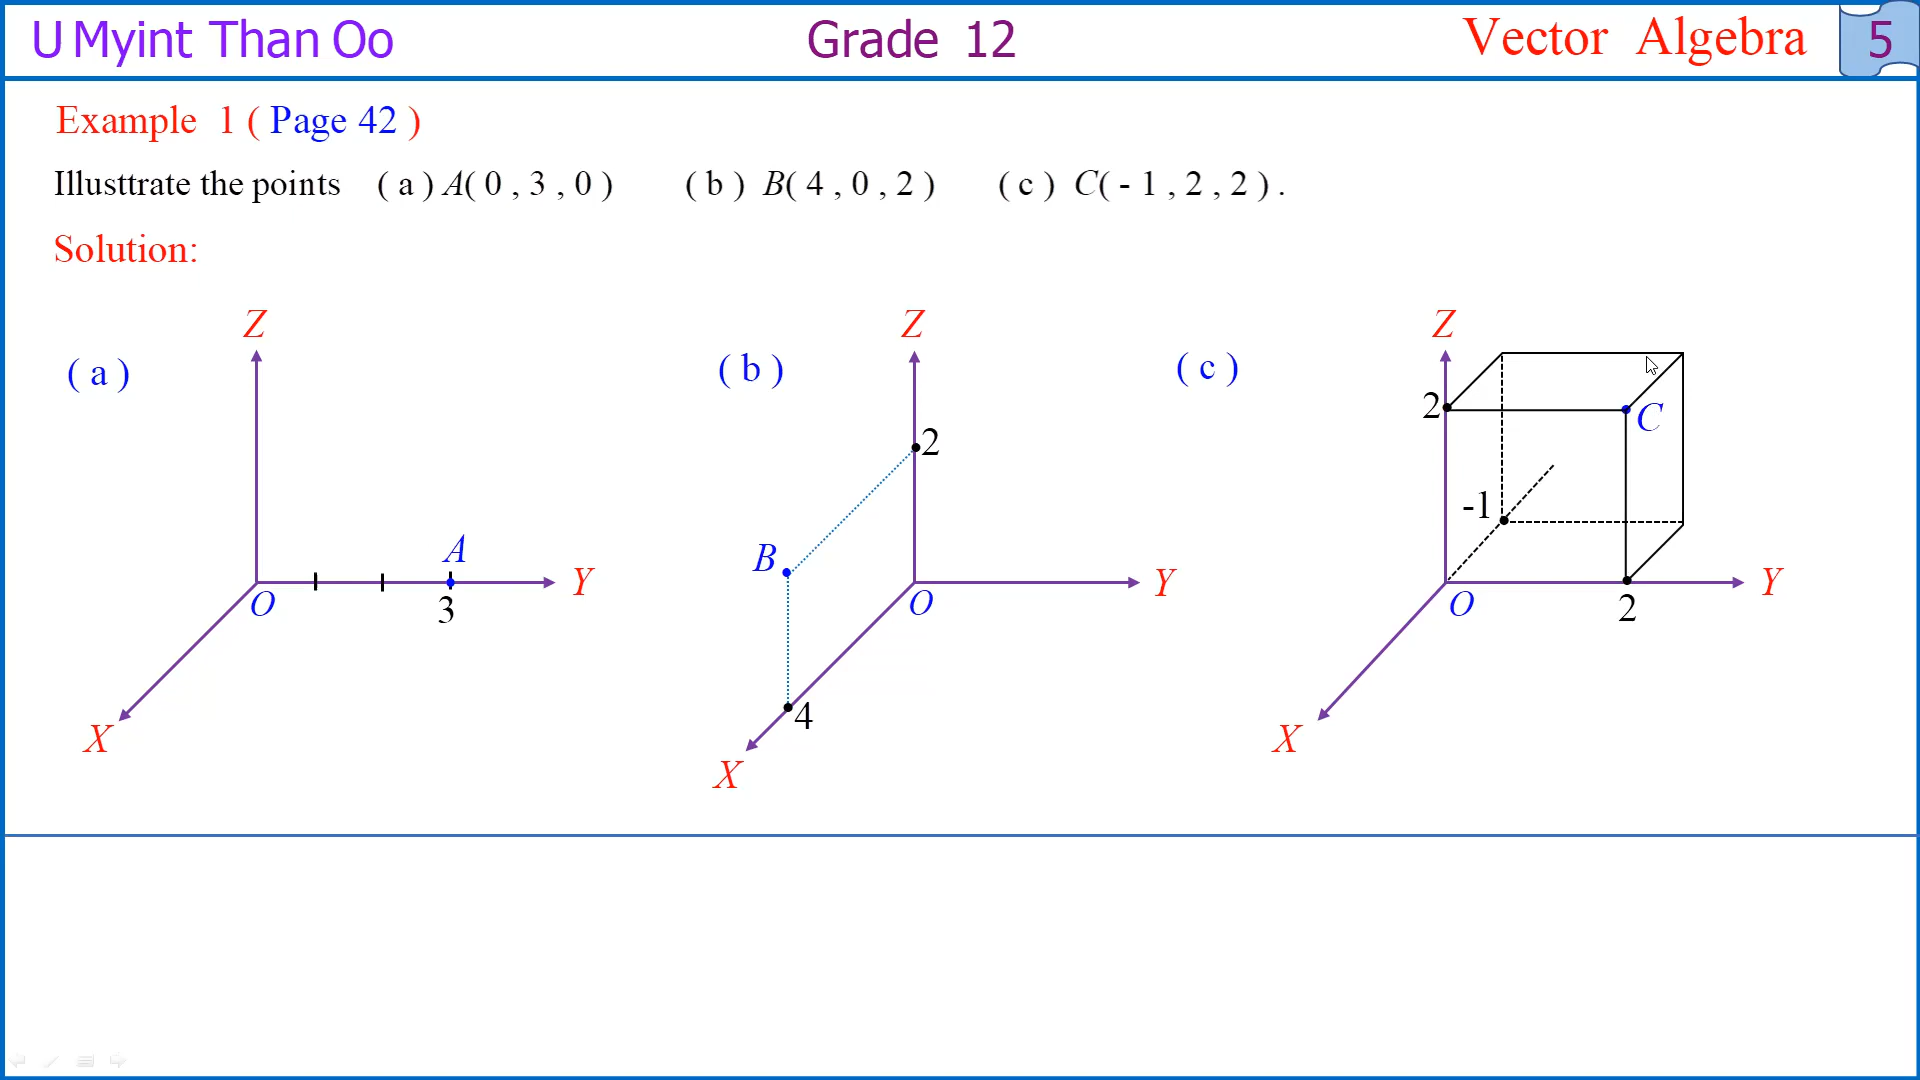 U Myint Than Oo Grade 12 Vector Algebra 5
Example 1 ( Page 42 )
Illusttrate the points ( a ) A( 0 , 3 , 0 ) ( b ) B( 4 , 0 , 2 ) ( c ) C( - 1 , 2 , 2 ) .
Solution:
( a )
Z
A
O
3
Y
X
( b )
Z
2
B
O
Y
4
X
( c )
Z
2
C
-1
O
2
Y
X